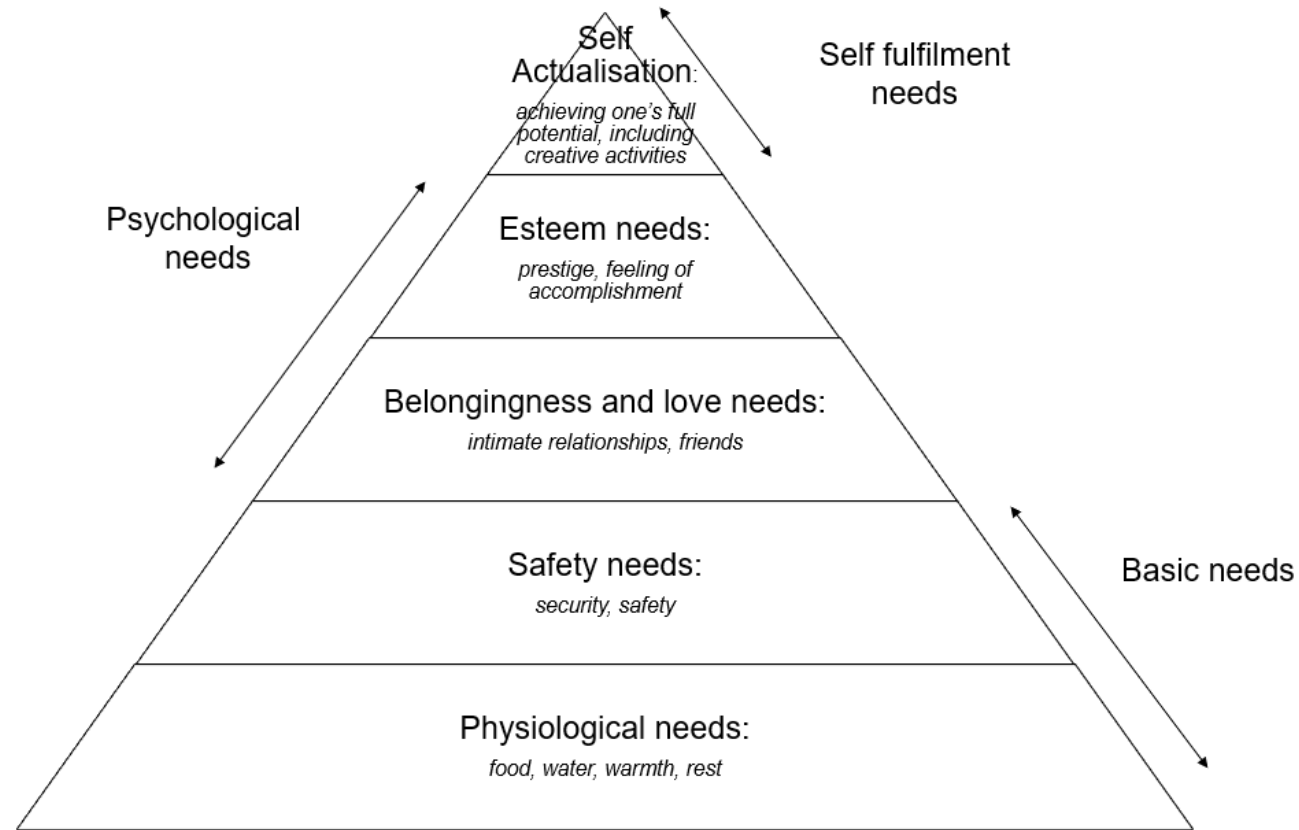 Self
Actualisation:
achieving one's full
potential, including
creative activities
Self fulfilment
needs
Psychological
needs
Esteem needs:
prestige, feeling of
accomplishment
Belongingness and love needs:
intimate relationships, friends
Safety needs:
security, safety
Basic needs
Physiological needs:
food, water, warmth, rest